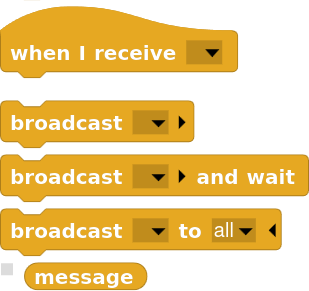 when I receive
broadcast
broadcast and wait
broadcast to all
message